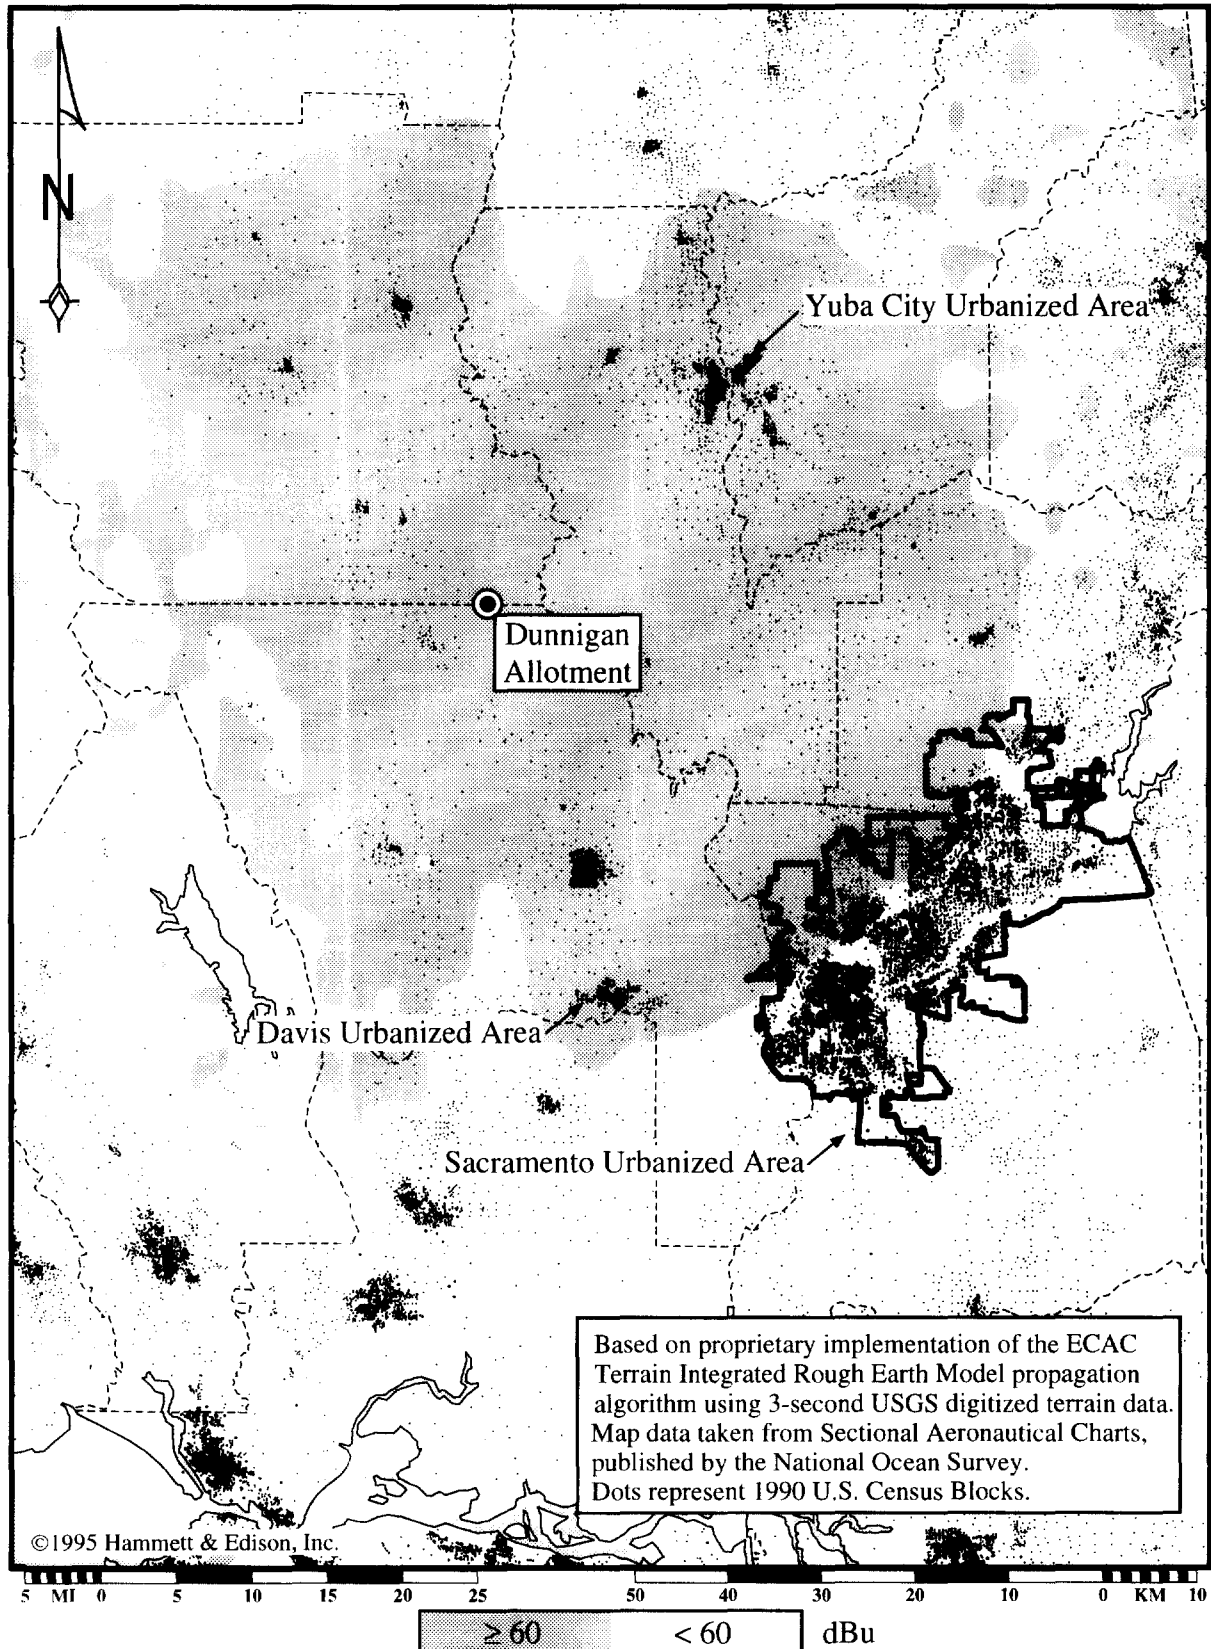 N
Yuba City Urbanized Area
Dunnigan
Allotment
Davis Urbanized Area
Sacramento Urbanized Area
Based on proprietary implementation of the ECAC
Terrain Integrated Rough Earth Model propagation
algorithm using 3-second USGS digitized terrain data.
Map data taken from Sectional Aeronautical Charts,
published by the National Ocean Survey.
Dots represent 1990 U.S. Census Blocks.
©1995 Hammett & Edison, Inc.
5 MI 0 5 10 15 20 25 50 40 30 20 10 0 KM 10
≥ 60 < 60 dBu